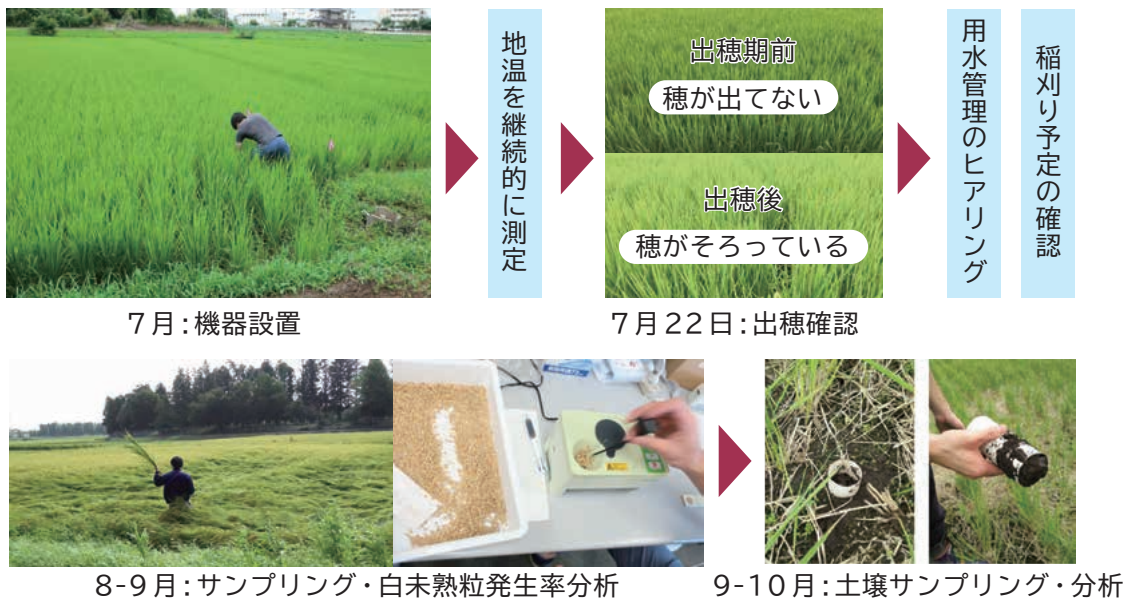 地温を継続的に測定
出穂期前
穂が出てない
出穂後
穂がそろっている
用水管理のヒアリング
稲刈り予定の確認
7月：機器設置
7月22日：出穂確認
8-9月：サンプリング・白未熟粒発生率分析
9-10月：土壌サンプリング・分析